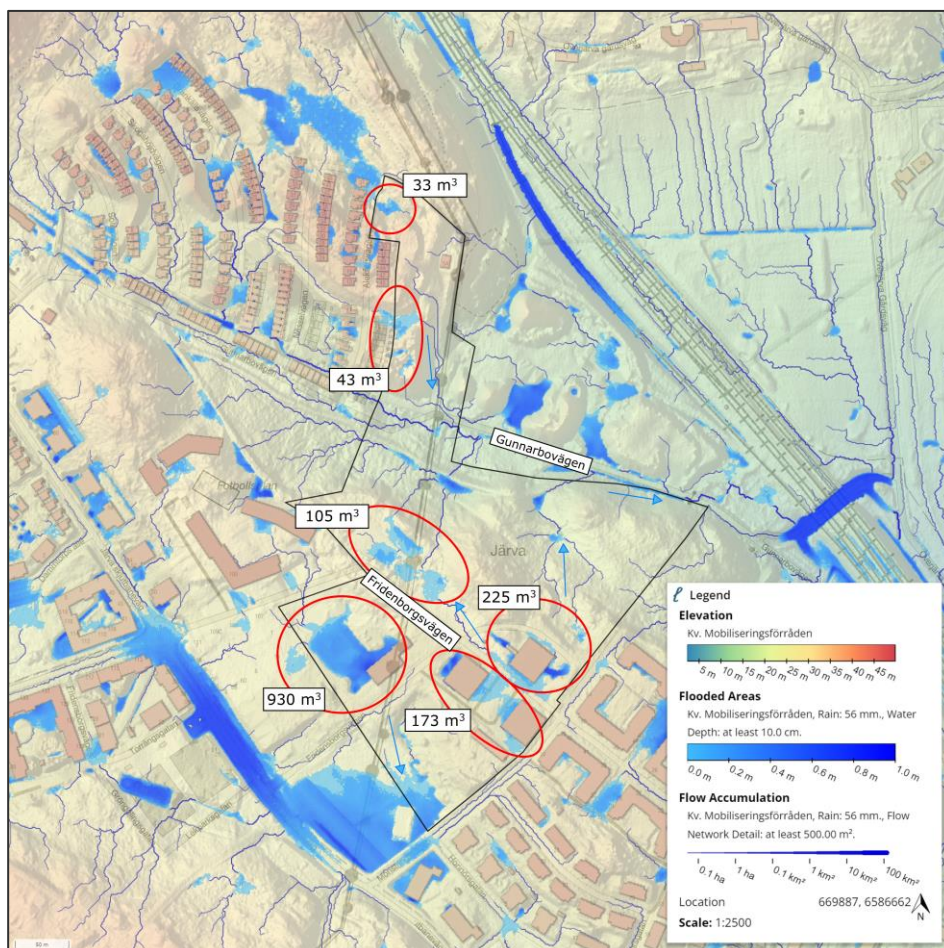 33 m³
43 m³
Gunnarbovägen
105 m³
Järva
Fridenborgsvägen
225 m³
930 m³
173 m³
Legend
Elevation
Kv. Mobiliseringsförråden
5 m 10 m 15 m 20 m 25 m 30 m 35 m 40 m 45 m
Flooded Areas
Kv. Mobiliseringsförråden, Rain: 56 mm., Water
Depth: at least 10.0 cm.
0.0 m 0.2 m 0.4 m 0.6 m 0.8 m 1.0 m
Flow Accumulation
Kv. Mobiliseringsförråden, Rain: 56 mm., Flow
Network Detail: at least 500.00 m².
0.1 ha 1 ha 0.1 km² 1 km² 10 km² 100 km²
Location 669887, 6586662
N
Scale: 1:2500